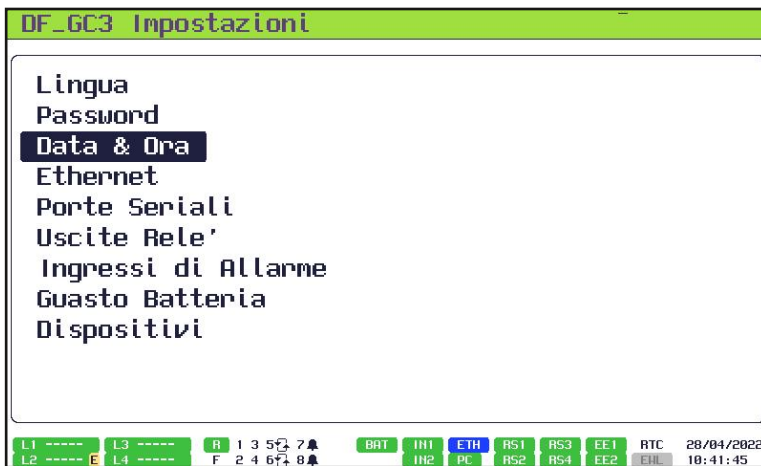 DF_GC3 Impostazioni
Lingua
Password
Data & Ora
Ethernet
Porte Seriali
Uscite Rele'
Ingressi di Allarme
Guasto Batteria
Dispositivi
L1 ----- L3 ----- R 1 3 5 7 BAT IN1 ETH RS1 RS3 EE1 RTC 28/04/2022
L2 ----- E L4 ----- F 2 4 6 8 IN2 PC RS2 RS4 EE2 EWL 10:41:45